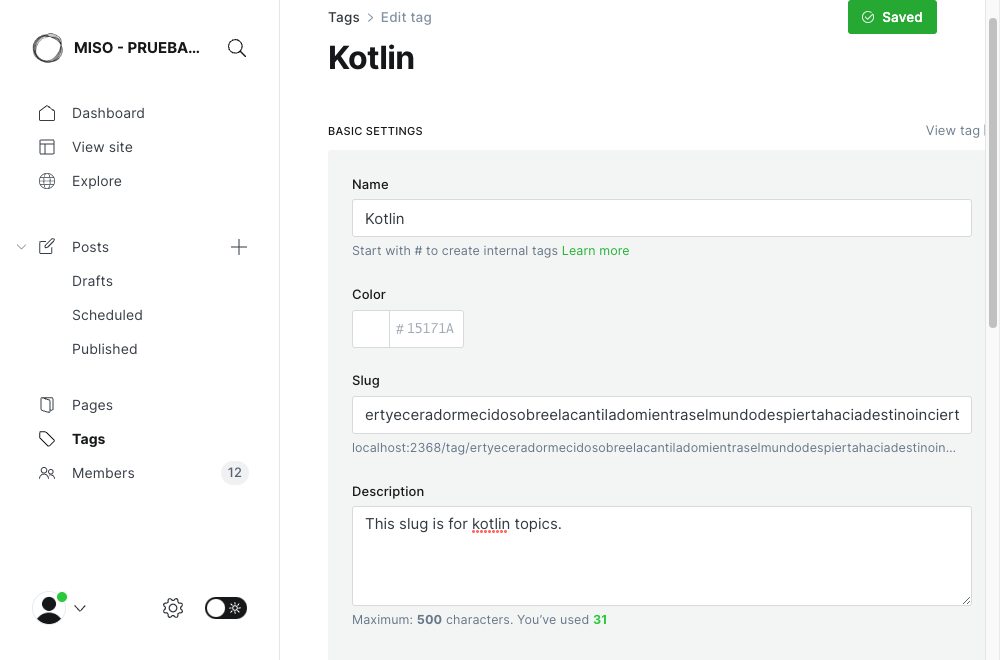 MISO - PRUEBA...
Dashboard
View site
Explore
Posts
Drafts
Scheduled
Published
Pages
Tags
Members 12
Tags > Edit tag
Saved
Kotlin
BASIC SETTINGS
View tag
Name
Kotlin
Start with # to create internal tags Learn more
Color
# 15171A
Slug
ertyeceradormecidosobreelacantiladomientraselmundodespiertahaciadestinoinciert
localhost:2368/tag/ertyeceradormecidosobreelacantiladomientraselmundodespiertahaciadestinoin...
Description
This slug is for kotlin topics.
Maximum: 500 characters. You've used 31